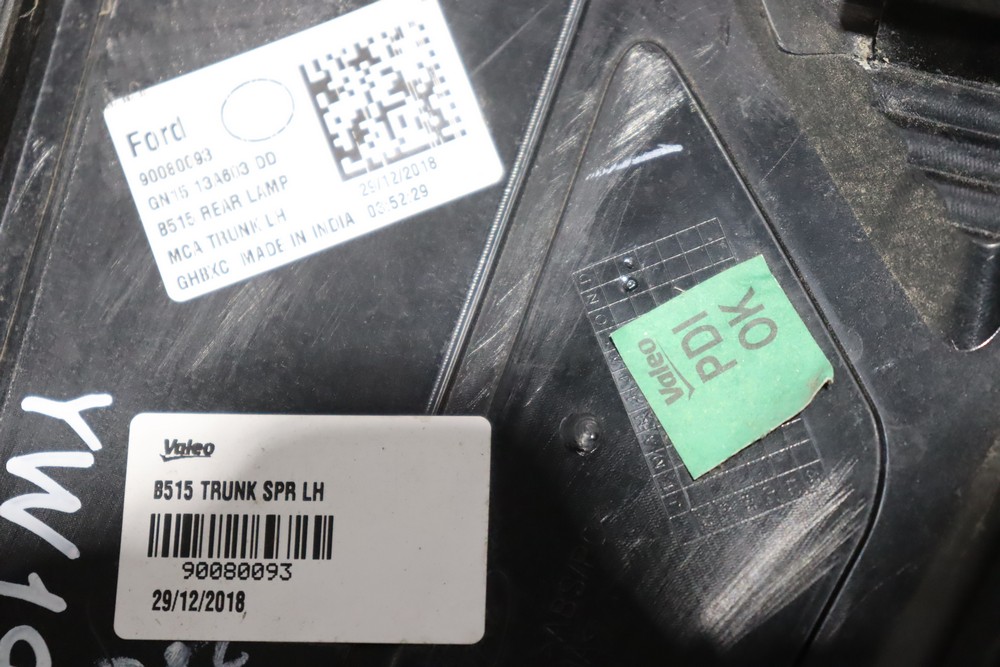 Ford
90080093
GN15 13A603 DD
B515 REAR LAMP
MCA TRUNK LH
GHBXC MADE IN INDIA
29/12/2018
03:52:29
Valeo
PDI
OK
Valeo
B515 TRUNK SPR LH
90080093
29/12/2018